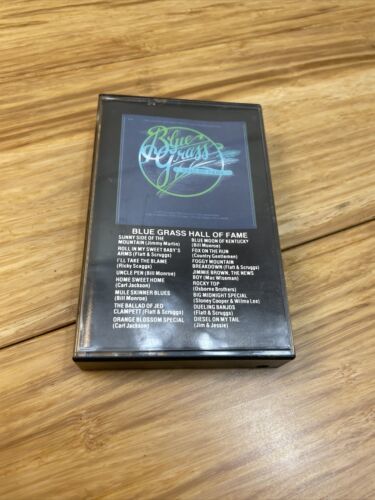 Blue
Grass
BLUE GRASS HALL OF FAME
SUNNY SIDE OF THE
MOUNTAIN (Jimmy Martin)
ROLL IN MY SWEET BABY'S
ARMS (Flatt & Scruggs)
I'LL TAKE THE BLAME
(Ricky Scaggs)
UNCLE PEN (Bill Monroe)
HOME SWEET HOME
(Carl Jackson)
MULE SKINNER BLUES
(Bill Monroe)
THE BALLAD OF JED
CLAMPETT (Flatt & Scruggs)
ORANGE BLOSSOM SPECIAL
(Carl Jackson)
BLUE MOON OF KENTUCKY
(Bill Monroe)
FOX ON THE RUN
(Country Gentlemen)
FOGGY MOUNTAIN
BREAKDOWN (Flatt & Scruggs)
JIMMIE BROWN, THE NEWS
BOY (Mac Wiseman)
ROCKY TOP
(Osborne Brothers)
BIG MIDNIGHT SPECIAL
(Stoney Cooper & Wilma Lee)
DUELING BANJOS
(Flatt & Scruggs)
DIESEL ON MY TAIL
(Jim & Jessie)